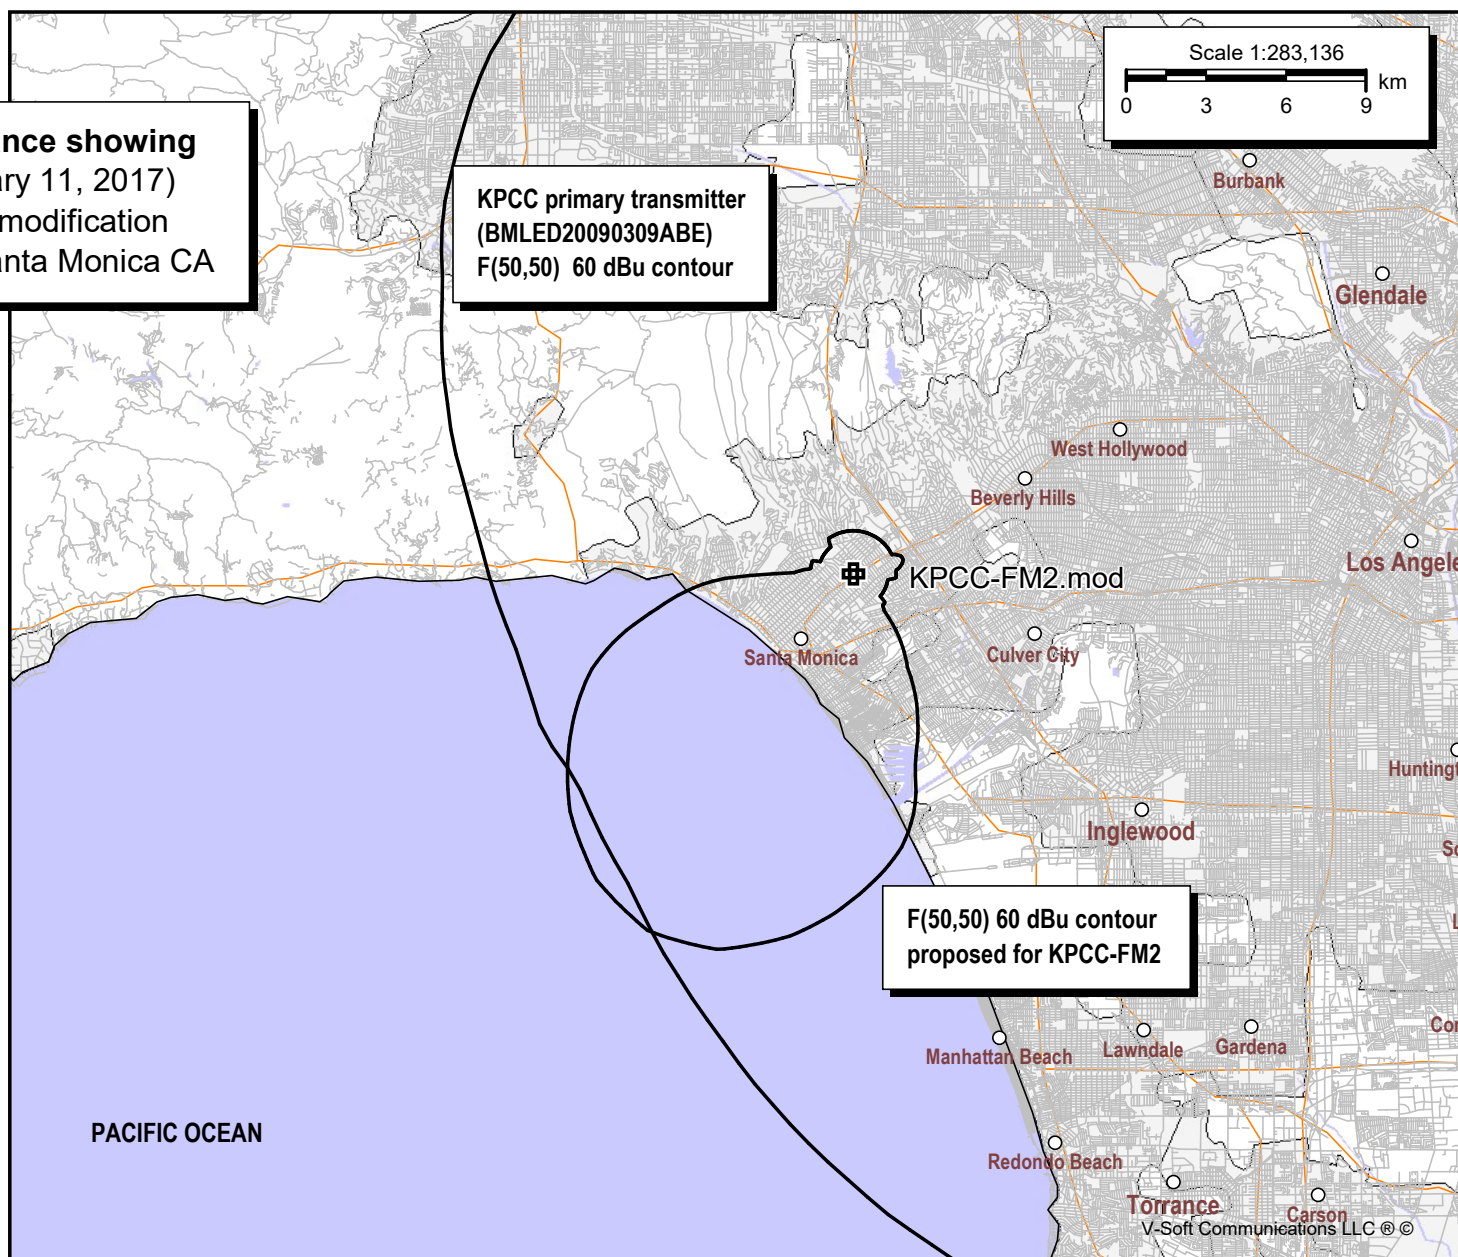 Scale 1:283,136
km
0 3 6 9
nce showing
ary 11, 2017)
modification
anta Monica CA
KPCC primary transmitter
(BMLED20090309ABE)
F(50,50) 60 dBu contour
Burbank
Glendale
West Hollywood
Beverly Hills
Los Angele
KPCC-FM2.mod
Santa Monica
Culver City
Huntingt
Inglewood
So
L
F(50,50) 60 dBu contour
proposed for KPCC-FM2
Manhattan Beach
Lawndale
Gardena
Com
PACIFIC OCEAN
Redondo Beach
Torrance
Carson
V-Soft Communications LLC ® ©